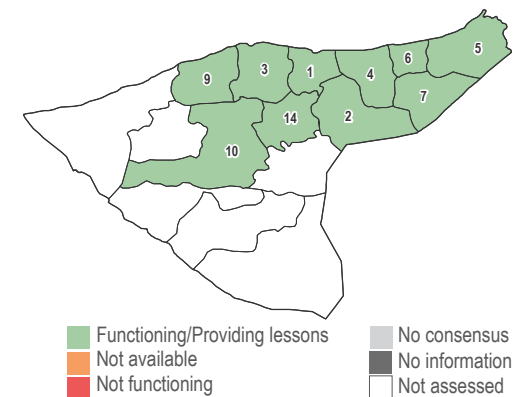 5
6
1
4
3
9
7
2
14
10
Functioning/Providing lessons
Not available
Not functioning
No consensus
No information
Not assessed